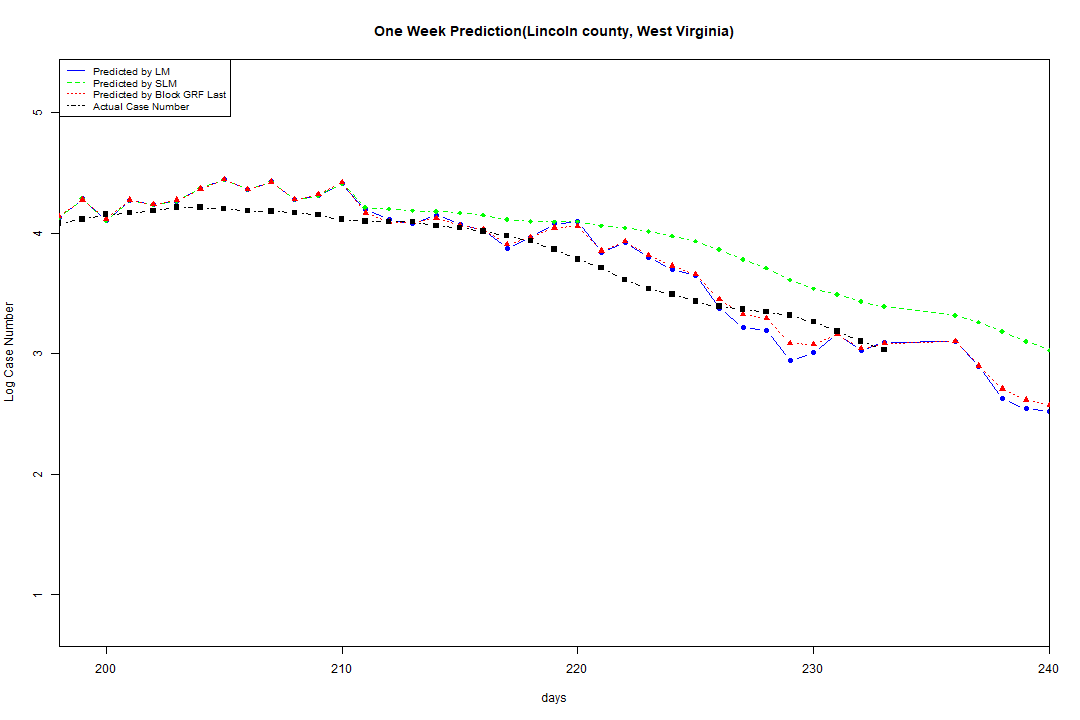 One Week Prediction(Lincoln county, West Virginia)
Predicted by LM
Predicted by SLM
Predicted by Block GRF Last
Actual Case Number
Log Case Number
5
4
3
2
1
200
210
220
230
240
days